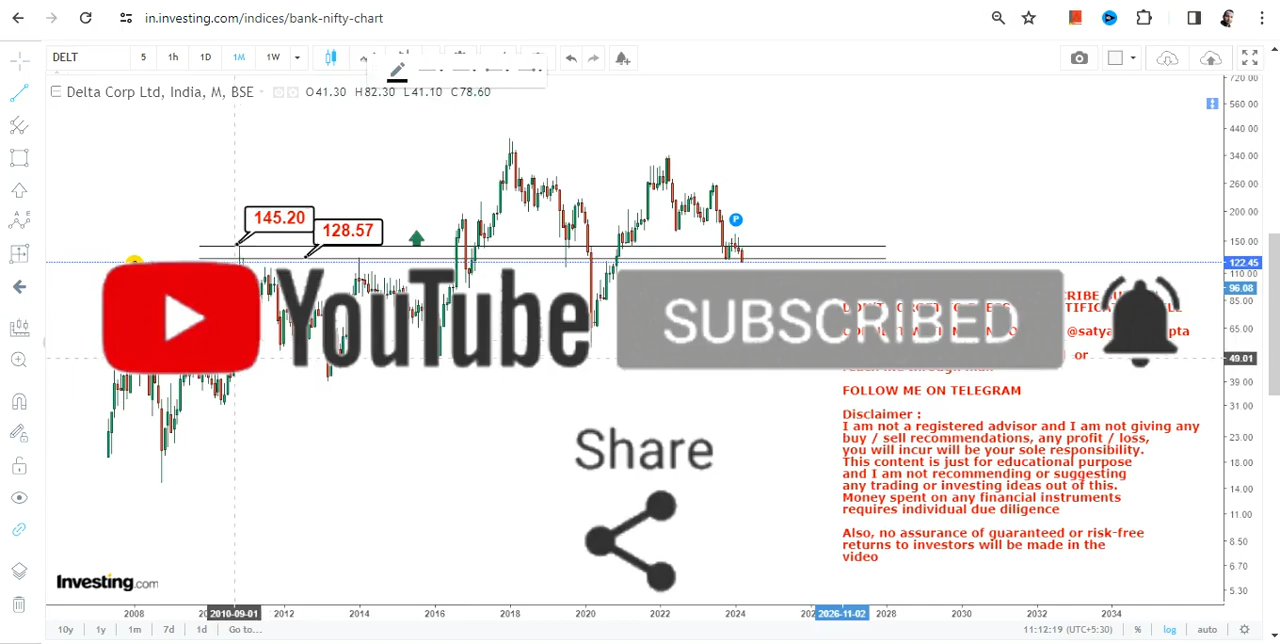 in.investing.com/indices/bank-nifty-chart
DELT 5 1h 1D 1M 1W
Delta Corp Ltd, India, M, BSE O41.30 H82.30 L41.10 C78.60
720.00
560.00
440.00
340.00
260.00
200.00
150.00
122.45
110.00
96.08
85.00
65.00
49.01
39.00
31.00
23.00
18.00
14.00
11.00
8.50
6.70
5.30
145.20
128.57
P
YouTube
SUBSCRIBED
Share
FOLLOW ME ON TELEGRAM
Disclaimer :
I am not a registered advisor and I am not giving any
buy / sell recommendations, any profit / loss,
you will incur will be your sole responsibility.
This content is just for educational purpose
and I am not recommending or suggesting
any trading or investing ideas out of this.
Money spent on any financial instruments
requires individual due diligence
Also, no assurance of guaranteed or risk-free
returns to investors will be made in the
video
Investing.com
2008 2010-09-01 2012 2014 2016 2018 2020 2022 2024 2026-11-02 2028 2030 2032 2034
10y 1y 1m 7d 1d Go to... 11:12:19 (UTC+5:30) % log auto